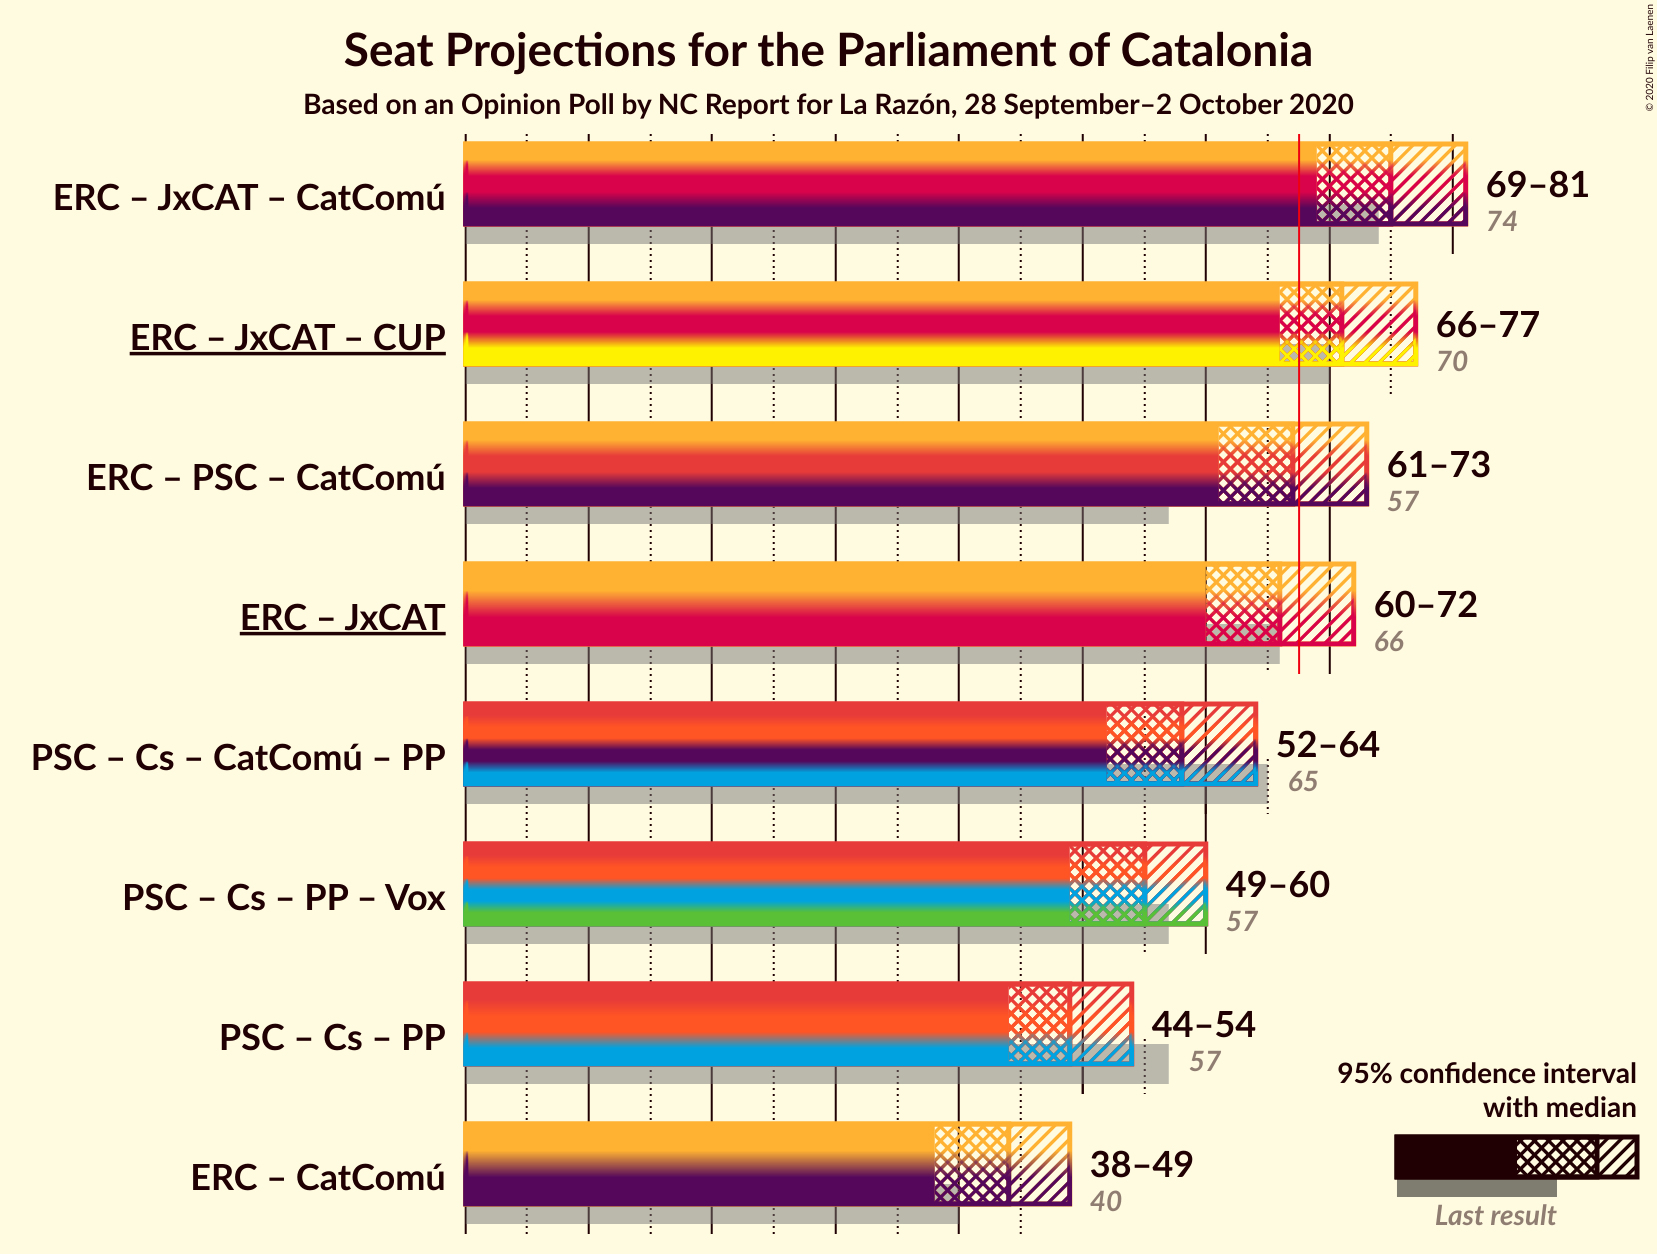 Seat Projections for the Parliament of Catalonia
Based on an Opinion Poll by NC Report for La Razón, 28 September–2 October 2020
© 2020 Filip van Laenen
ERC – JxCAT – CatComú
69–81
74
ERC – JxCAT – CUP
66–77
70
ERC – PSC – CatComú
61–73
57
ERC – JxCAT
60–72
66
PSC – Cs – CatComú – PP
52–64
65
PSC – Cs – PP – Vox
49–60
57
PSC – Cs – PP
44–54
57
ERC – CatComú
38–49
40
95% confidence interval
with median
Last result